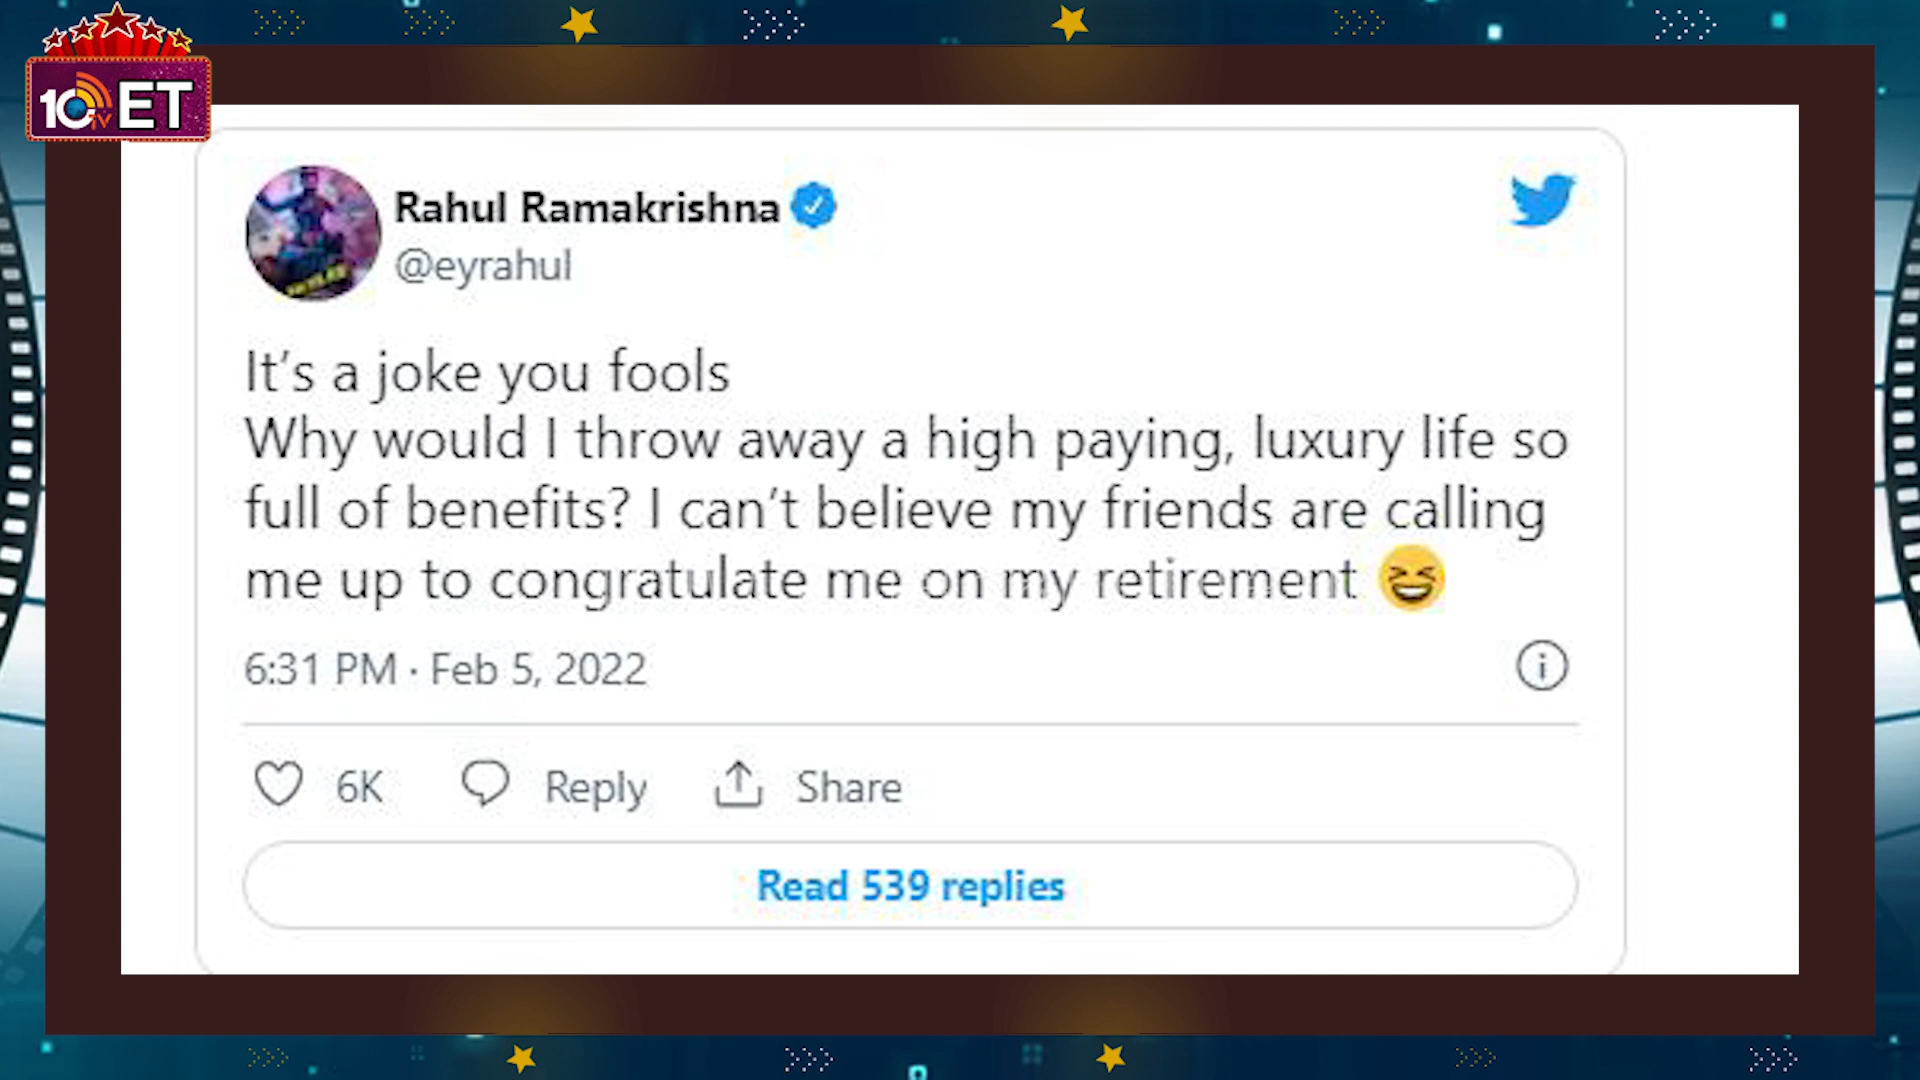 10TV ET
Rahul Ramakrishna
@eyrahul
It's a joke you fools
Why would I throw away a high paying, luxury life so
full of benefits? I can't believe my friends are calling
me up to congratulate me on my retirement 😆
6:31 PM · Feb 5, 2022
6K Reply Share
Read 539 replies